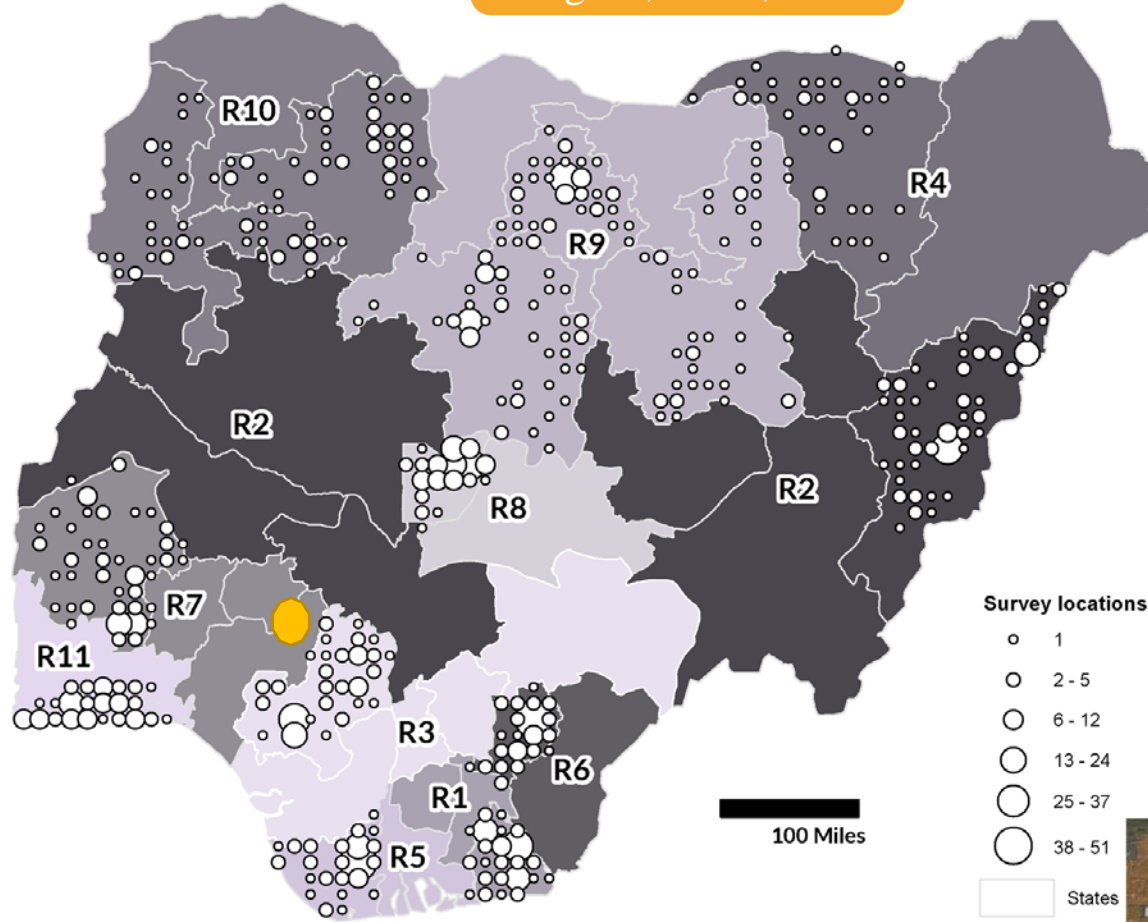 R10
R4
R9
R2
R2
R8
R7
R11
R3
R6
R1
R5
100 Miles
Survey locations
1
2 - 5
6 - 12
13 - 24
25 - 37
38 - 51
States